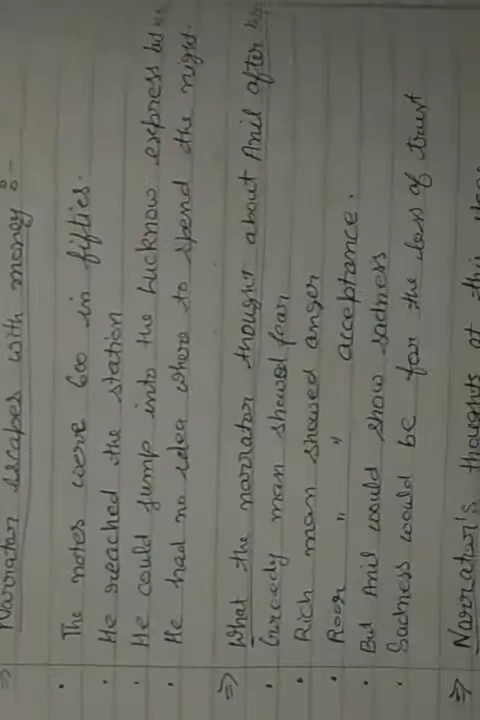 ⇒ Narrator escapes with money :-
· The notes were 600 in fifties.
· He reached the station
· He could jump into the Lucknow express but
· He had no idea where to spend the night.
⇒ What the narrator thought about Anil after
· Greedy man showed fear
· Rich man showed anger
· Poor " " acceptance.
· But Anil would show sadness
· Sadness would be for the loss of trust
⇒ Narrator's thoughts at this